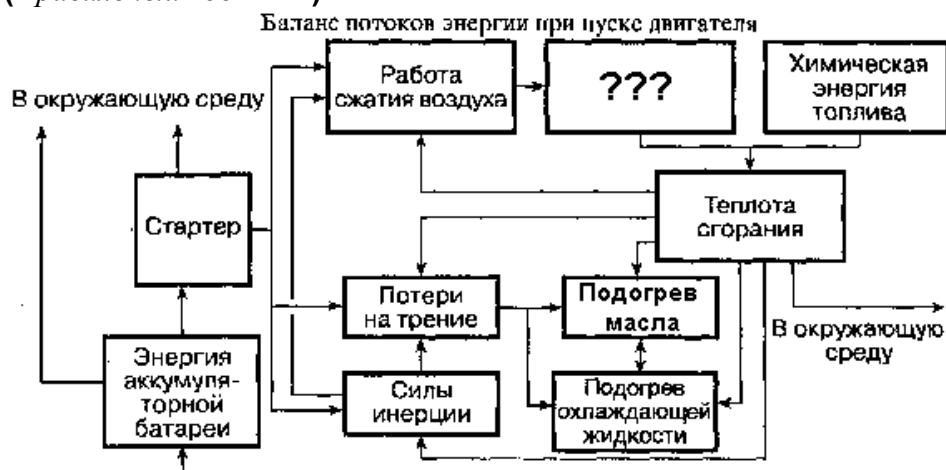 Баланс потоков энергии при пуске двигателя
В окружающую среду
Работа
сжатия воздуха
???
Химическая
энергия
топлива
Стартер
Теплота
сгорания
Потери
на трение
Подогрев
масла
В окружающую
среду
Энергия
аккумуля-
торной
батареи
Силы
инерции
Подогрев
охлаждающей
жидкости